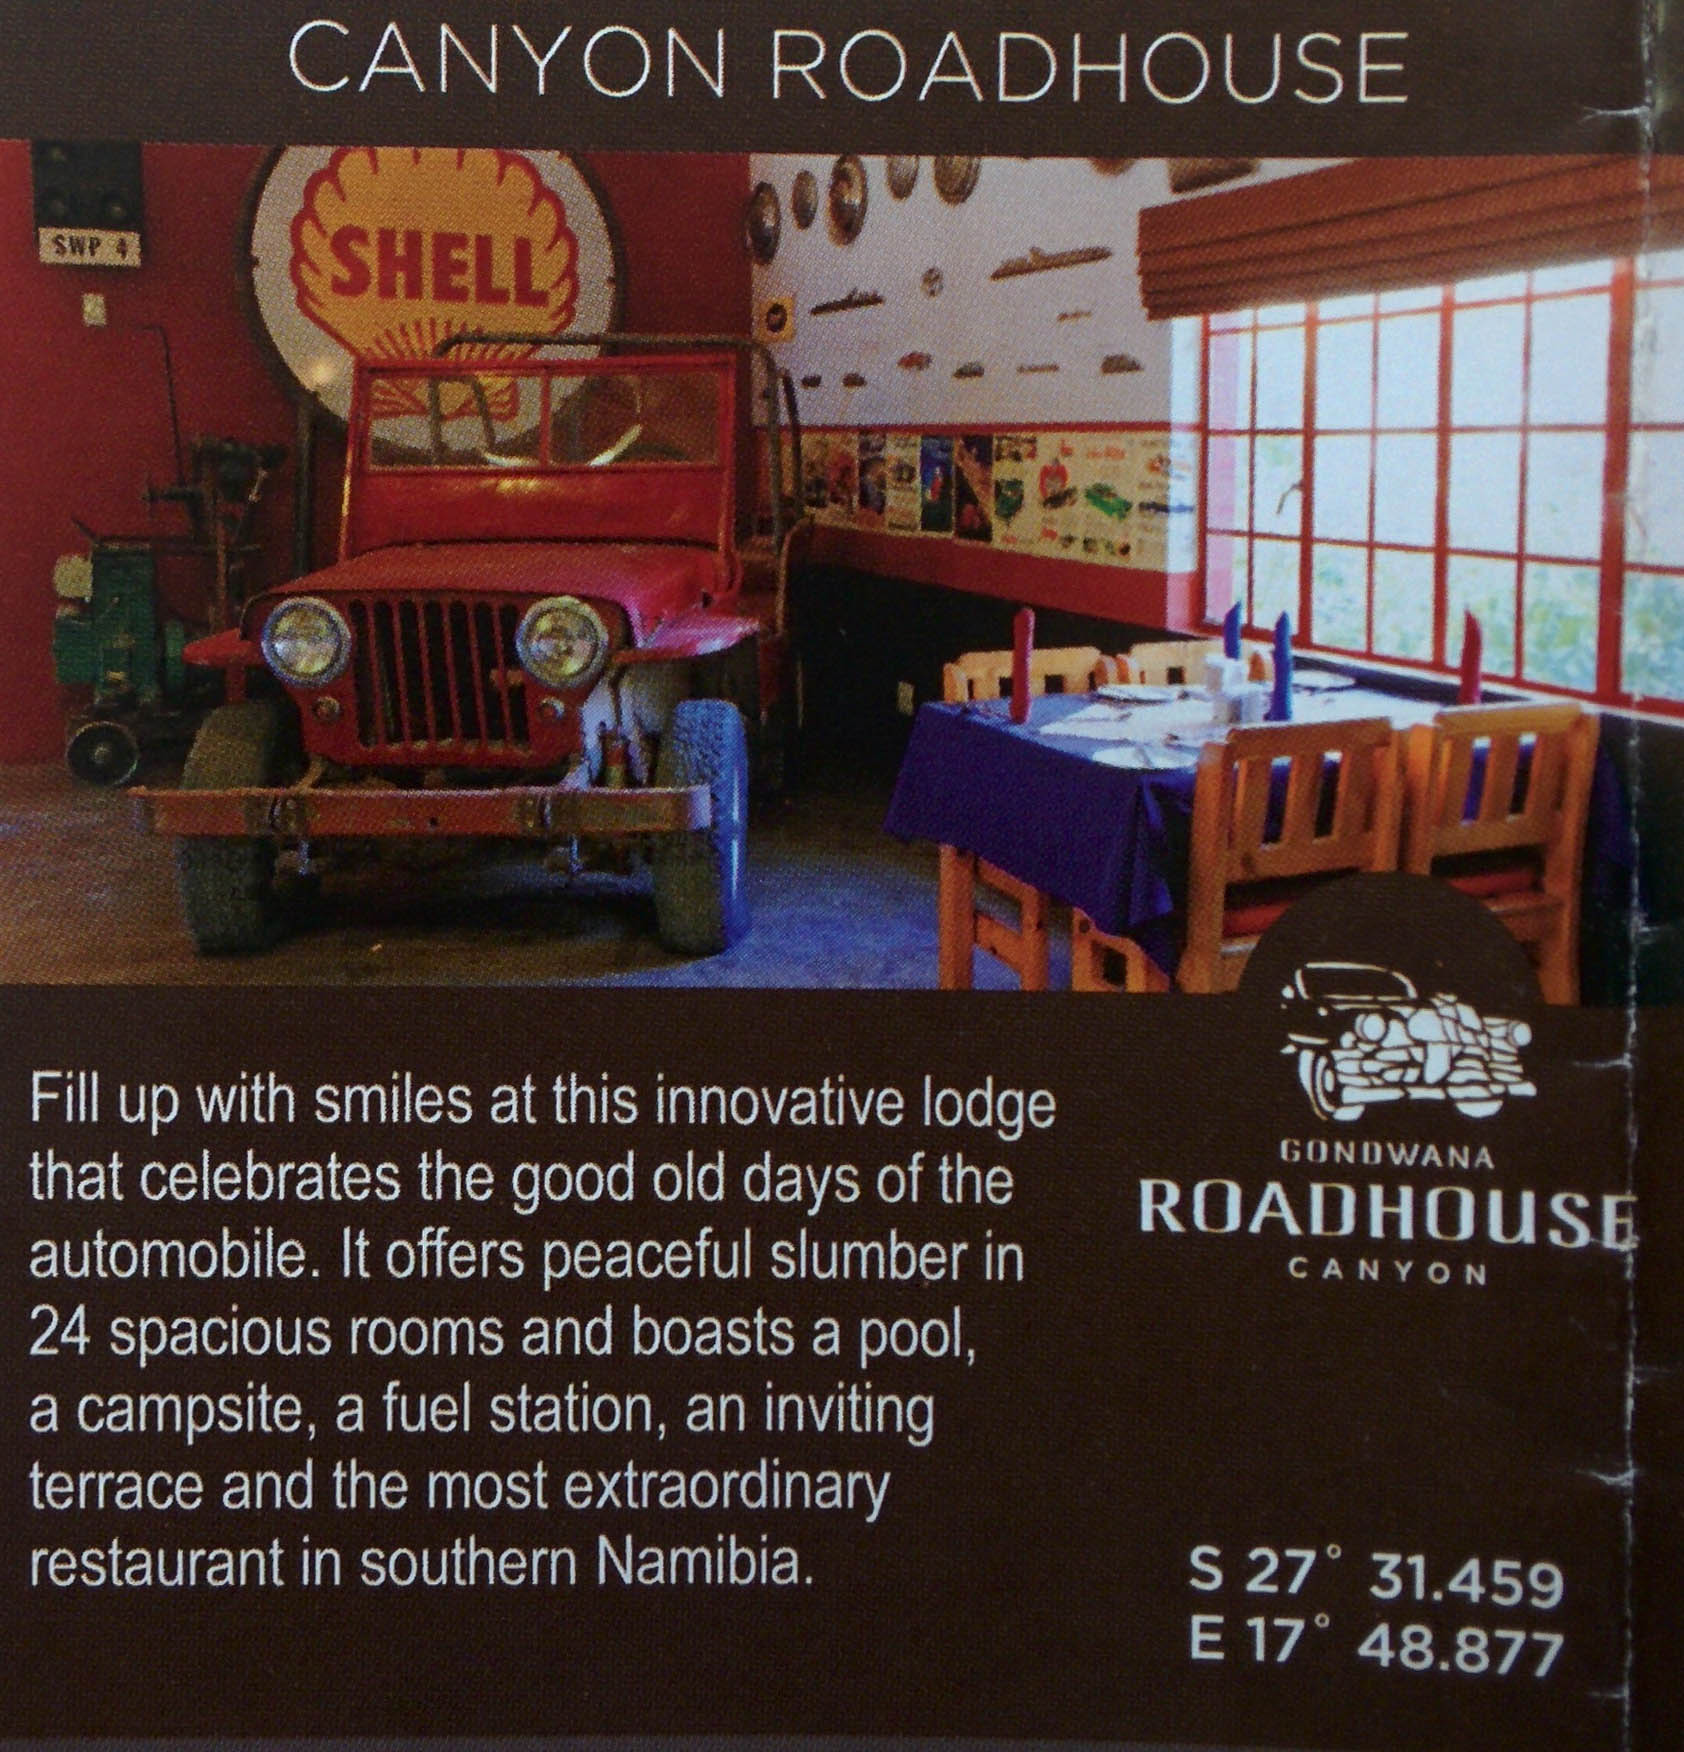 CANYON ROADHOUSE
SWP 4
SHELL
Fill up with smiles at this innovative lodge
that celebrates the good old days of the
automobile. It offers peaceful slumber in
24 spacious rooms and boasts a pool,
a campsite, a fuel station, an inviting
terrace and the most extraordinary
restaurant in southern Namibia.
GONDWANA
ROADHOUSE
CANYON
S 27° 31.459
E 17° 48.877